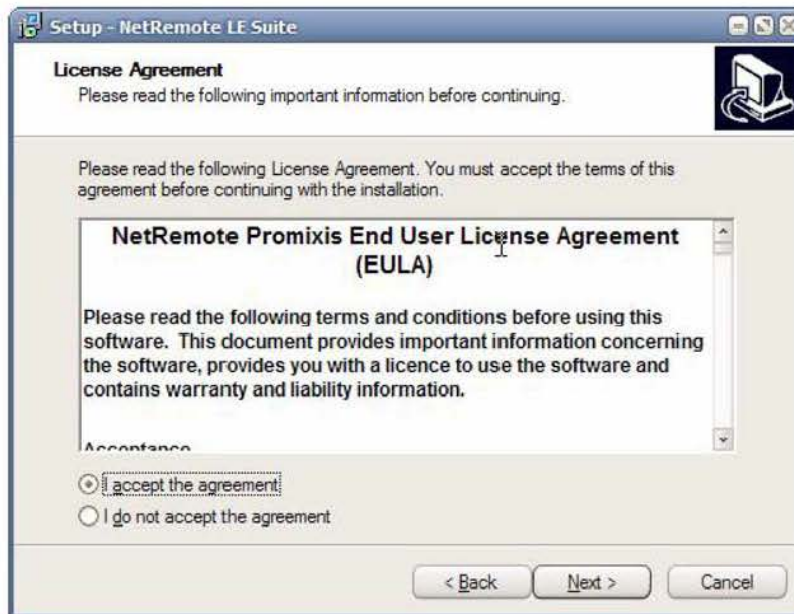 Setup - NetRemote LE Suite
License Agreement
Please read the following important information before continuing.
Please read the following License Agreement. You must accept the terms of this
agreement before continuing with the installation.
NetRemote Promixis End User License Agreement
(EULA)
Please read the following terms and conditions before using this
software. This document provides important information concerning
the software, provides you with a licence to use the software and
contains warranty and liability information.
Acceptance
I accept the agreement
I do not accept the agreement
< Back
Next >
Cancel